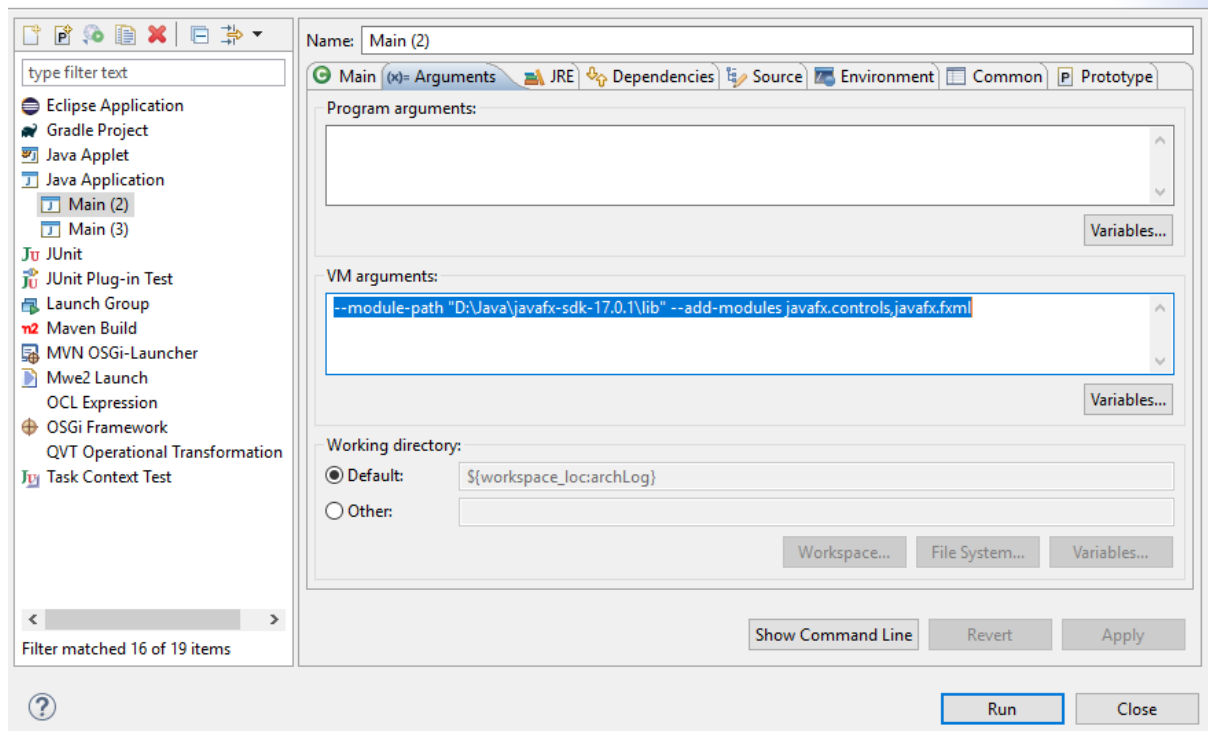 type filter text
Eclipse Application
Gradle Project
Java Applet
Java Application
Main (2)
Main (3)
JUnit
JUnit Plug-in Test
Launch Group
Maven Build
MVN OSGi-Launcher
Mwe2 Launch
OCL Expression
OSGi Framework
QVT Operational Transformation
Task Context Test
Filter matched 16 of 19 items
Name: Main (2)
Main (x)= Arguments JRE Dependencies Source Environment Common Prototype
Program arguments:
Variables...
VM arguments:
--module-path "D:\Java\javafx-sdk-17.0.1\lib" --add-modules javafx.controls,javafx.fxml
Variables...
Working directory:
Default: ${workspace_loc:archLog}
Other:
Workspace... File System... Variables...
Show Command Line Revert Apply
Run Close